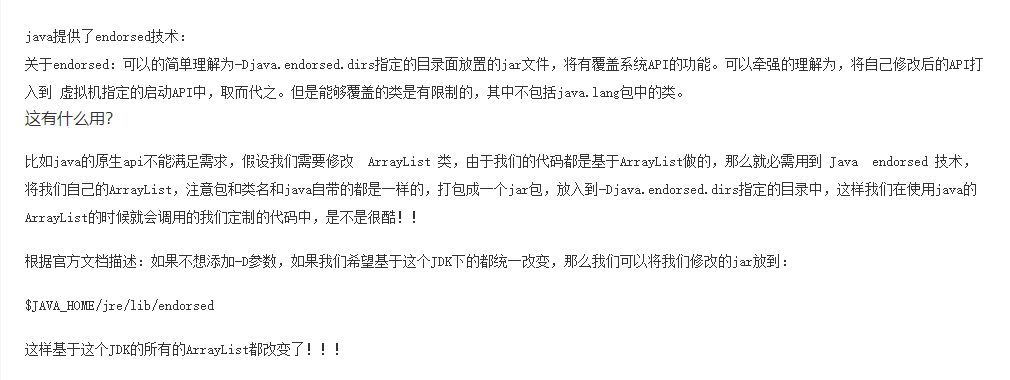 java提供了endorsed技术：
关于endorsed：可以的简单理解为-Djava.endorsed.dirs指定的目录面放置的jar文件，将有覆盖系统API的功能。可以牵强的理解为，将自己修改后的API打
入到 虚拟机指定的启动API中，取而代之。但是能够覆盖的类是有限制的，其中不包括java.lang包中的类。
这有什么用？
比如java的原生api不能满足需求，假设我们需要修改 ArrayList 类，由于我们的代码都是基于ArrayList做的，那么就必需用到 Java endorsed 技术，
将我们自己的ArrayList，注意包和类名和java自带的都是一样的，打包成一个jar包，放入到-Djava.endorsed.dirs指定的目录中，这样我们在使用java的
ArrayList的时候就会调用的我们定制的代码中，是不是很酷！！
根据官方文档描述：如果不想添加-D参数，如果我们希望基于这个JDK下的都统一改变，那么我们可以将我们修改的jar放到：
$JAVA_HOME/jre/lib/endorsed
这样基于这个JDK的所有的ArrayList都改变了！！！